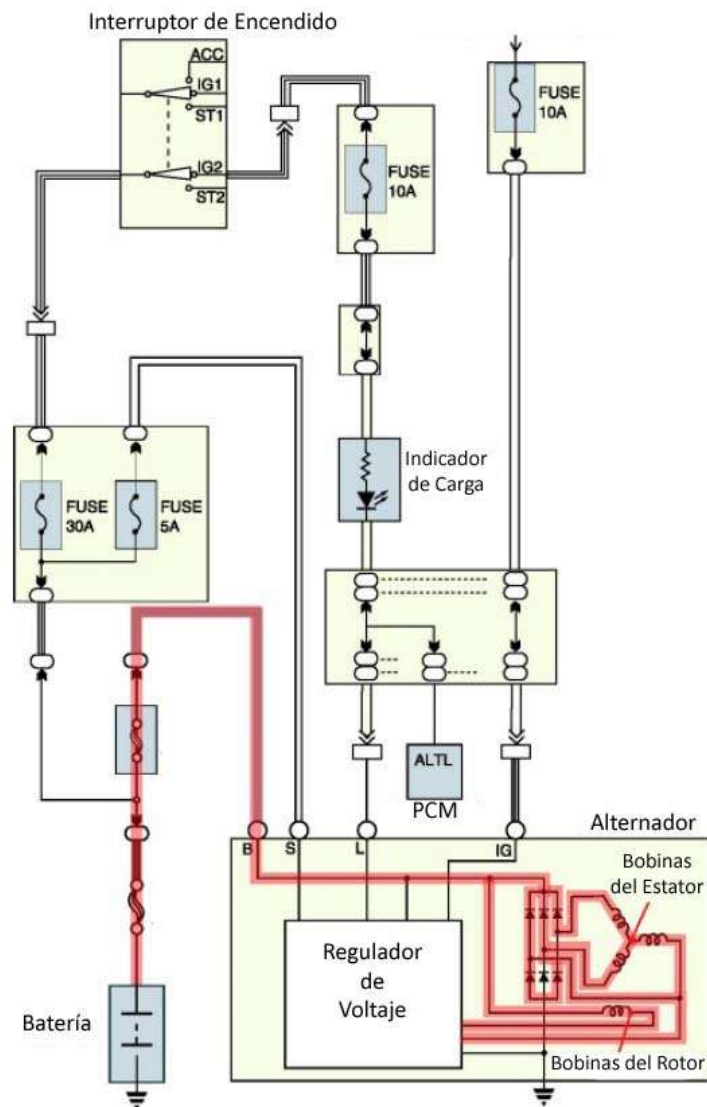 Interruptor de Encendido
ACC
IG1
ST1
IG2
ST2
FUSE
10A
FUSE
10A
FUSE
30A
FUSE
5A
Indicador
de Carga
ALTL
PCM
Alternador
B
S
L
IG
Bobinas
del Estator
Regulador
de
Voltaje
Batería
Bobinas del Rotor